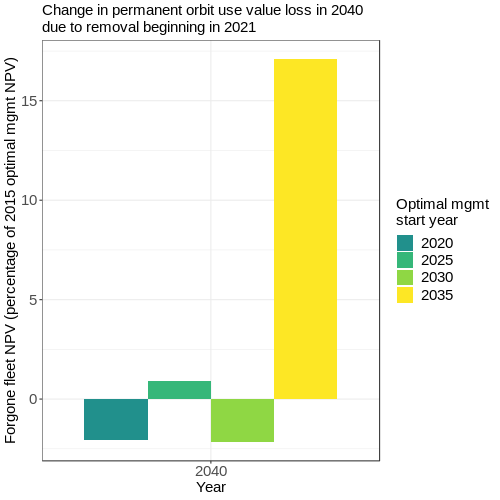 Change in permanent orbit use value loss in 2040
due to removal beginning in 2021
Forgone fleet NPV (percentage of 2015 optimal mgmt NPV)
15
10
5
0
2040
Year
Optimal mgmt
start year
2020
2025
2030
2035